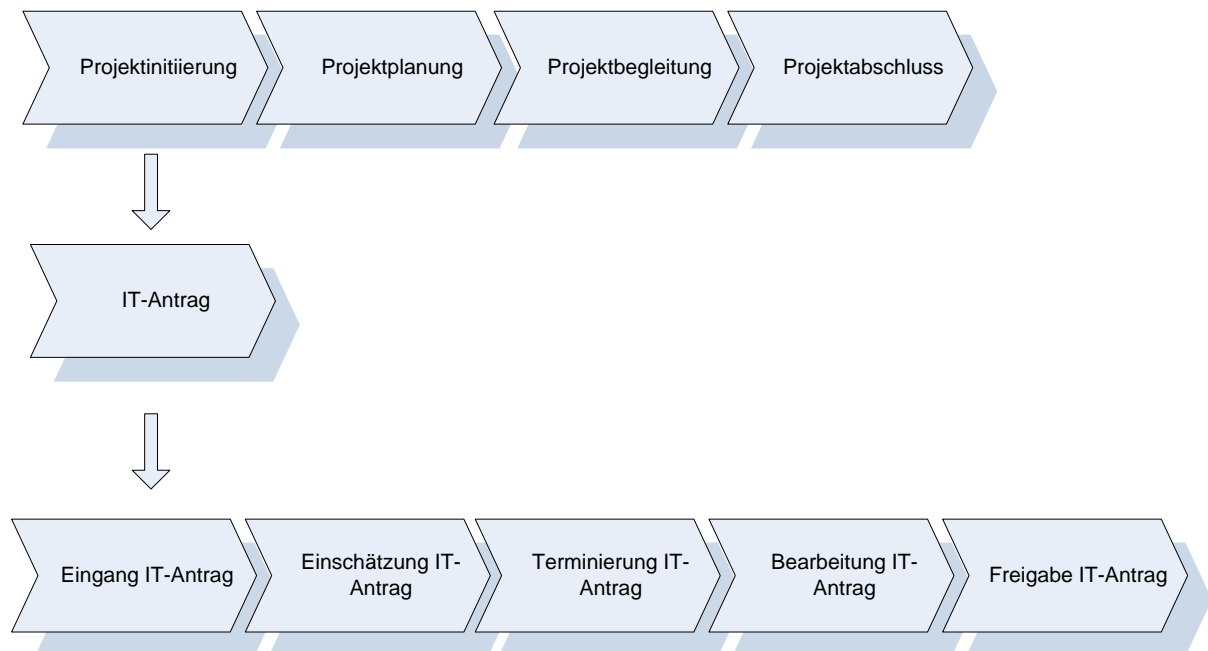 Projektinitiierung
Projektplanung
Projektbegleitung
Projektabschluss
IT-Antrag
Eingang IT-Antrag
Einschätzung IT-
Antrag
Terminierung IT-
Antrag
Bearbeitung IT-
Antrag
Freigabe IT-Antrag